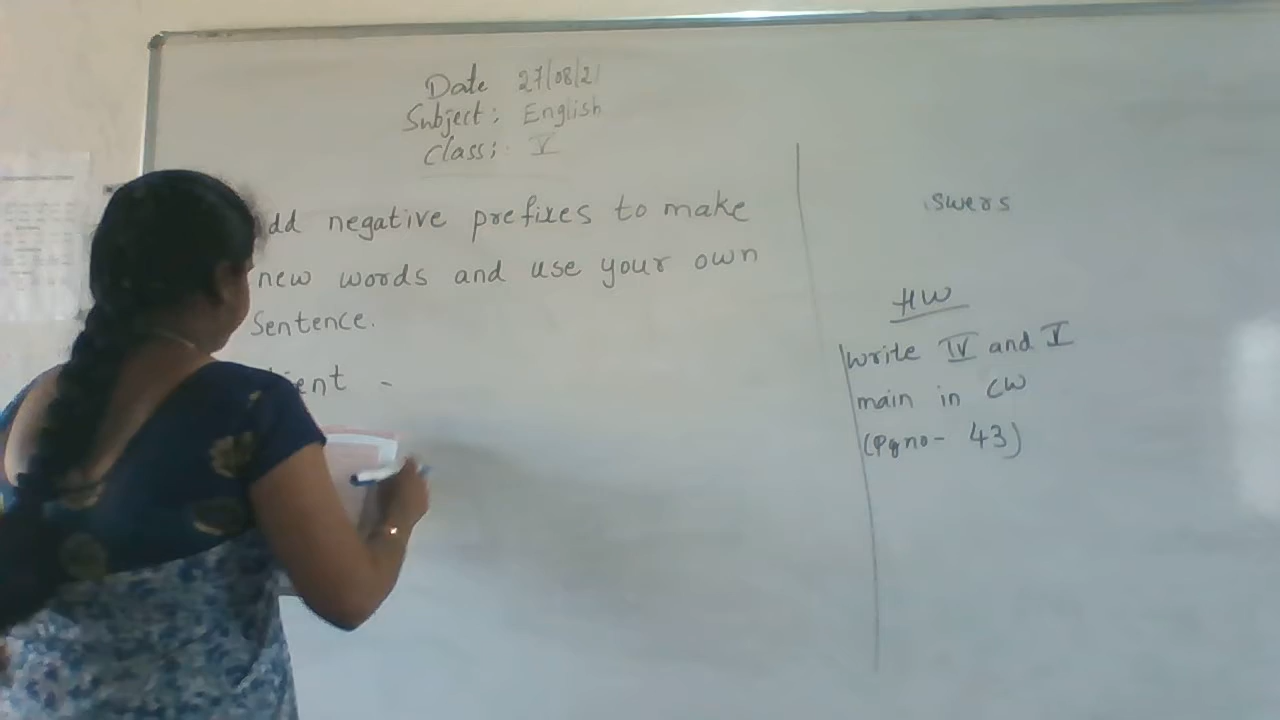 Date 27/08/21
Subject: English
Class: V
dd negative prefixes to make
new words and use your own
Sentence.
ient -
swers
HW
Write IV and V
main in CW
(Pg no - 43)